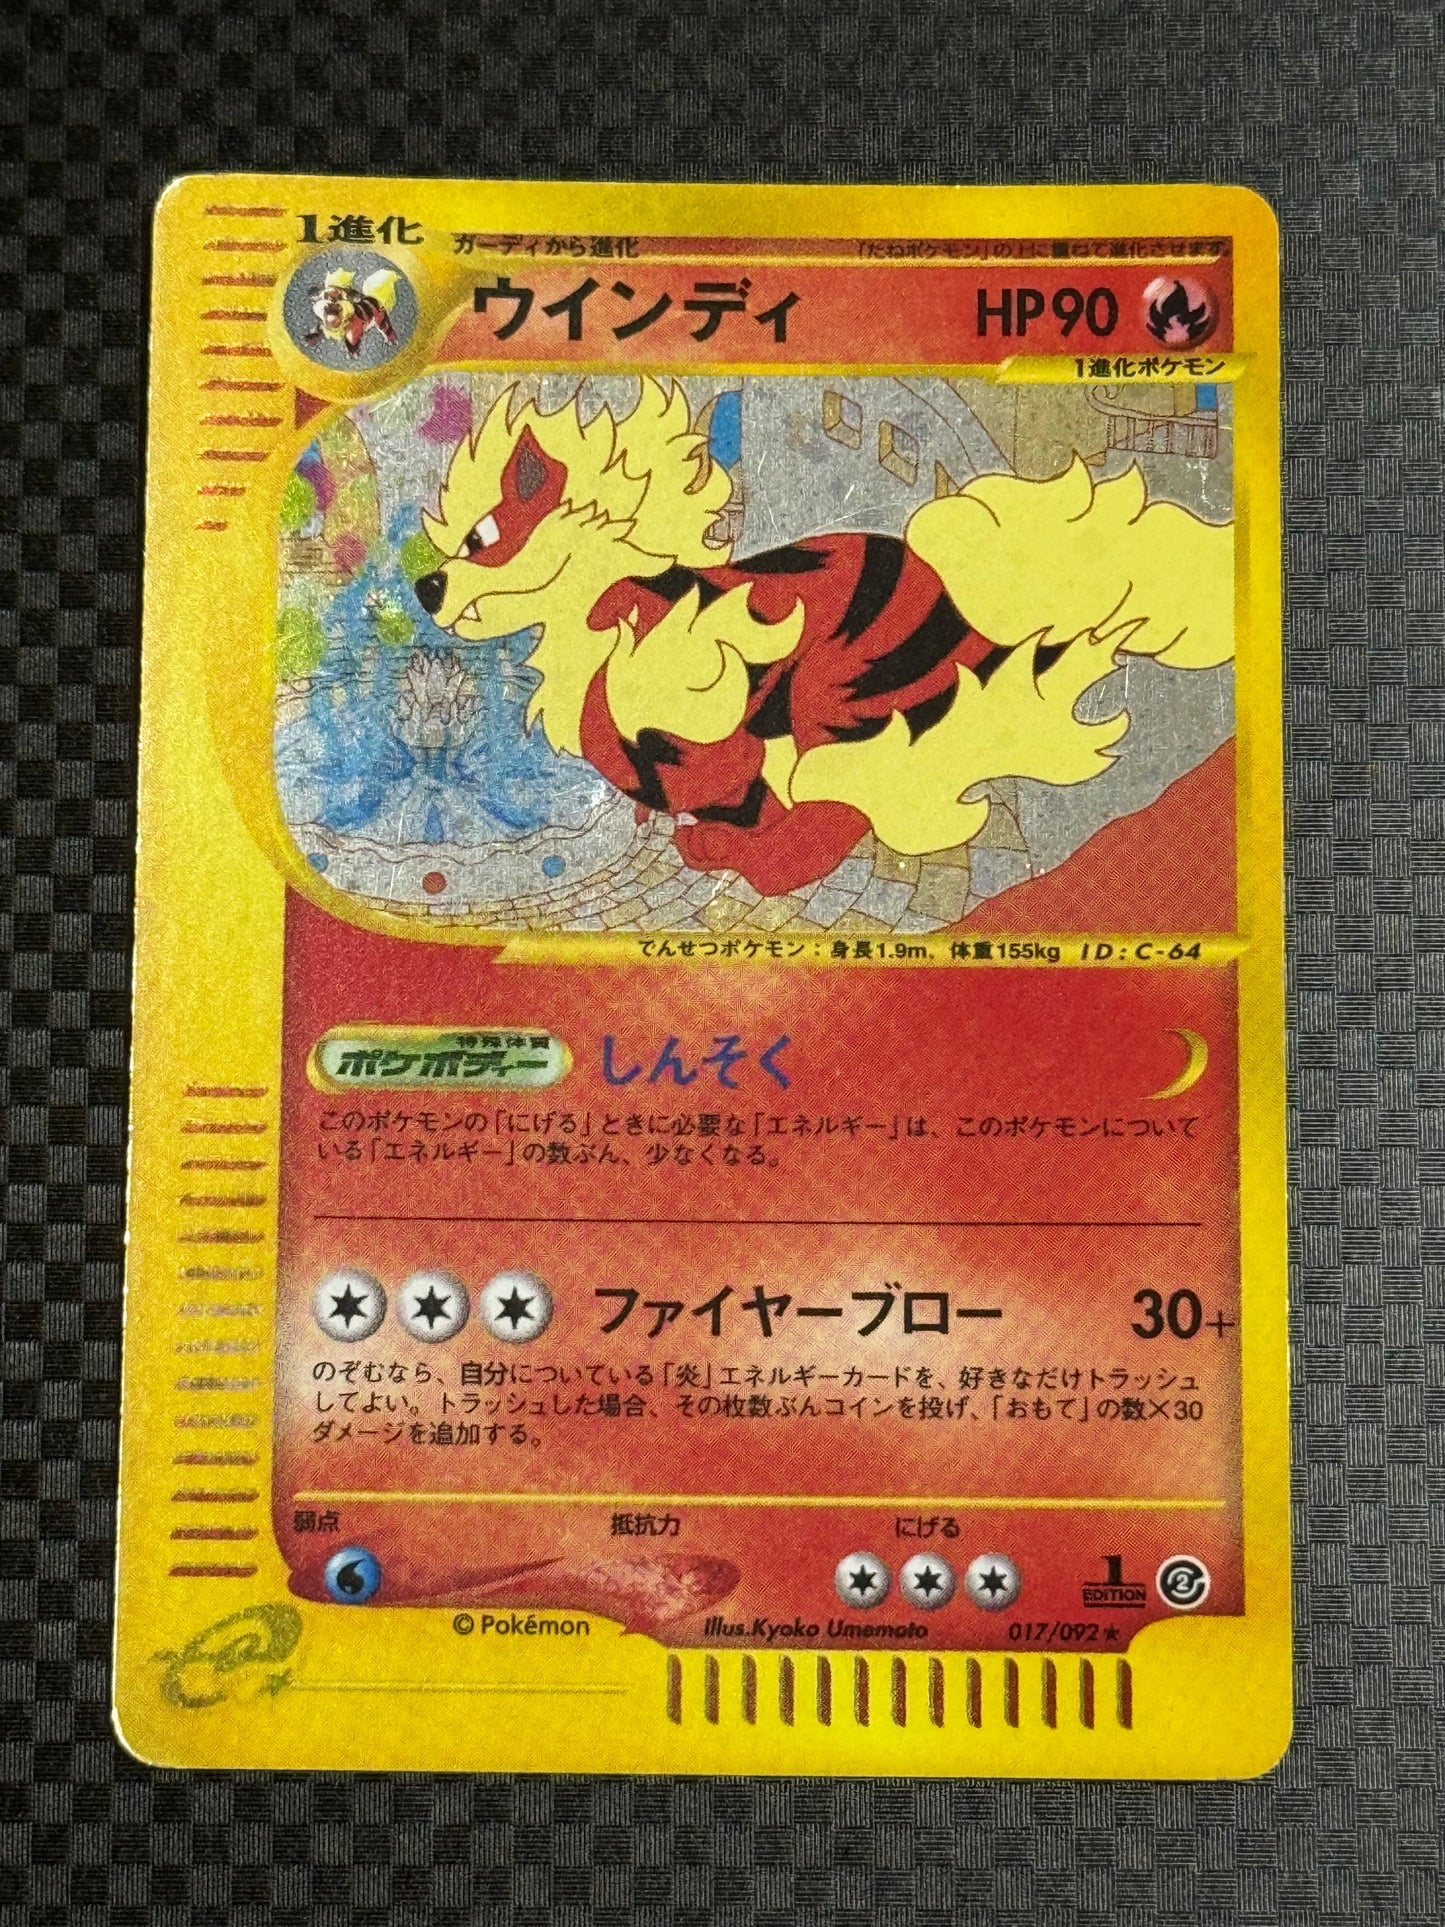 1進化
ガーディから進化
「たねポケモン」の上に重ねて進化させます。
ウインディ HP90
1進化ポケモン
でんせつポケモン：身長1.9m、体重155kg ID：C-64
特殊体質
ポケボディー しんそく
このポケモンの「にげる」ときに必要な「エネルギー」は、このポケモンについて
いる「エネルギー」の数ぶん、少なくなる。
ファイヤーブロー 30+
のぞむなら、自分についている「炎」エネルギーカードを、好きなだけトラッシュ
してよい。トラッシュした場合、その枚数ぶんコインを投げ、「おもて」の数×30
ダメージを追加する。
弱点 抵抗力 にげる
1 EDITION
2
© Pokémon Illus.Kyoko Umemoto 017/092★
e